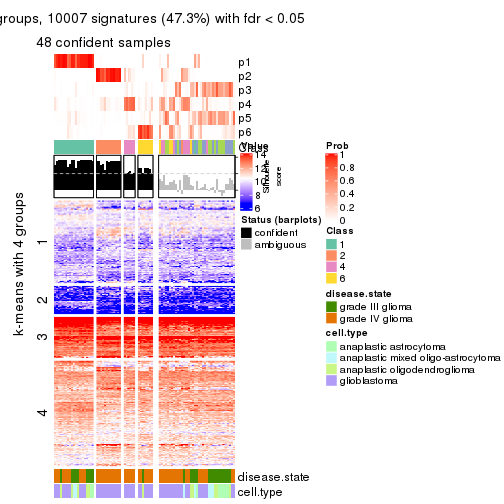 groups, 10007 signatures (47.3%) with fdr < 0.05
48 confident samples
p1
p2
p3
p4
p5
p6
Class
Silhouette
score
1
2
3
4
k-means with 4 groups
disease.state
cell.type
Value
14
12
10
8
6
Status (barplots)
confident
ambiguous
Prob
1
0.8
0.6
0.4
0.2
0
Class
1
2
4
6
disease.state
grade III glioma
grade IV glioma
cell.type
anaplastic astrocytoma
anaplastic mixed oligo-astrocytoma
anaplastic oligodendroglioma
glioblastoma